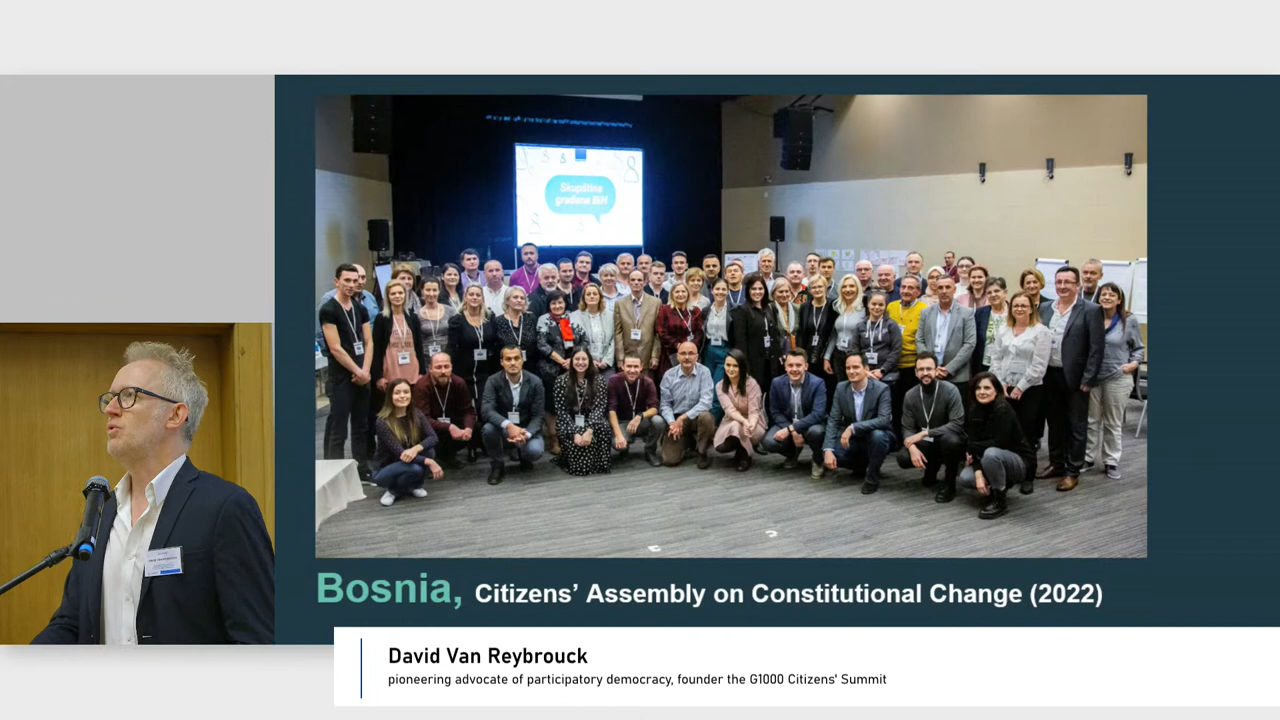 Skupština
građana BiH
Bosnia, Citizens’ Assembly on Constitutional Change (2022)
David Van Reybrouck
pioneering advocate of participatory democracy, founder the G1000 Citizens' Summit